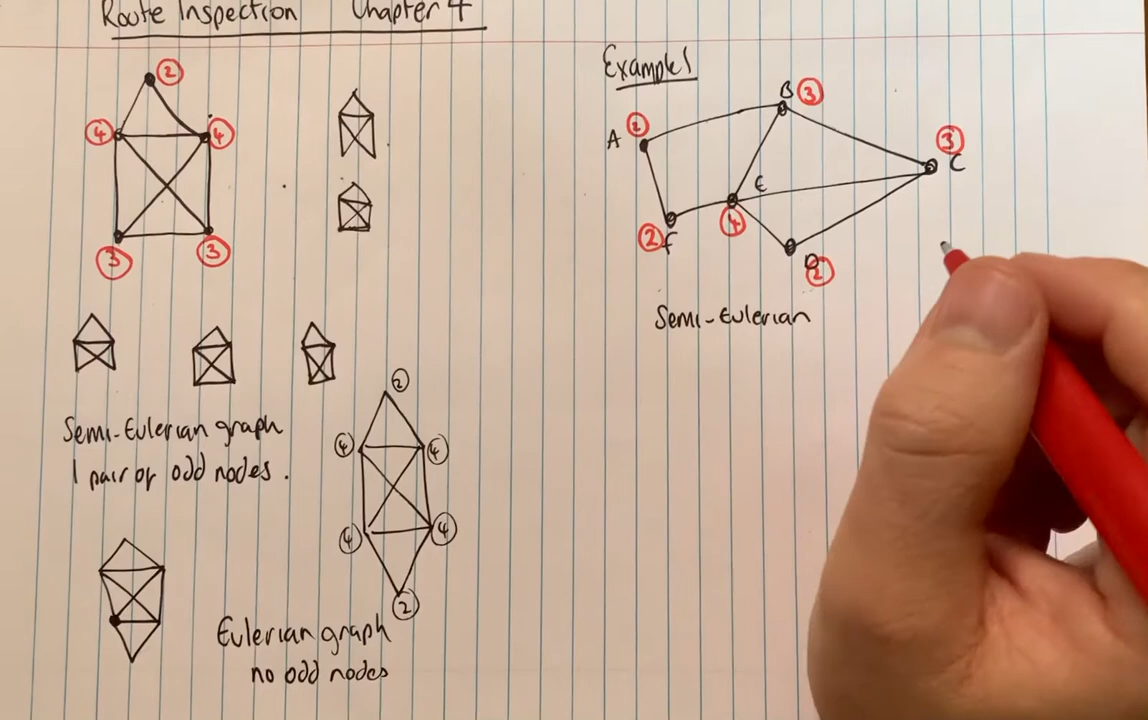 Route Inspection Chapter 4
2
4
4
3
3
Semi-Eulerian graph
1 pair of odd nodes.
2
4
4
4
4
2
Eulerian graph
no odd nodes
Example 1
B 3
A 2
3
C
E
4
2 F
D
2
Semi-Eulerian